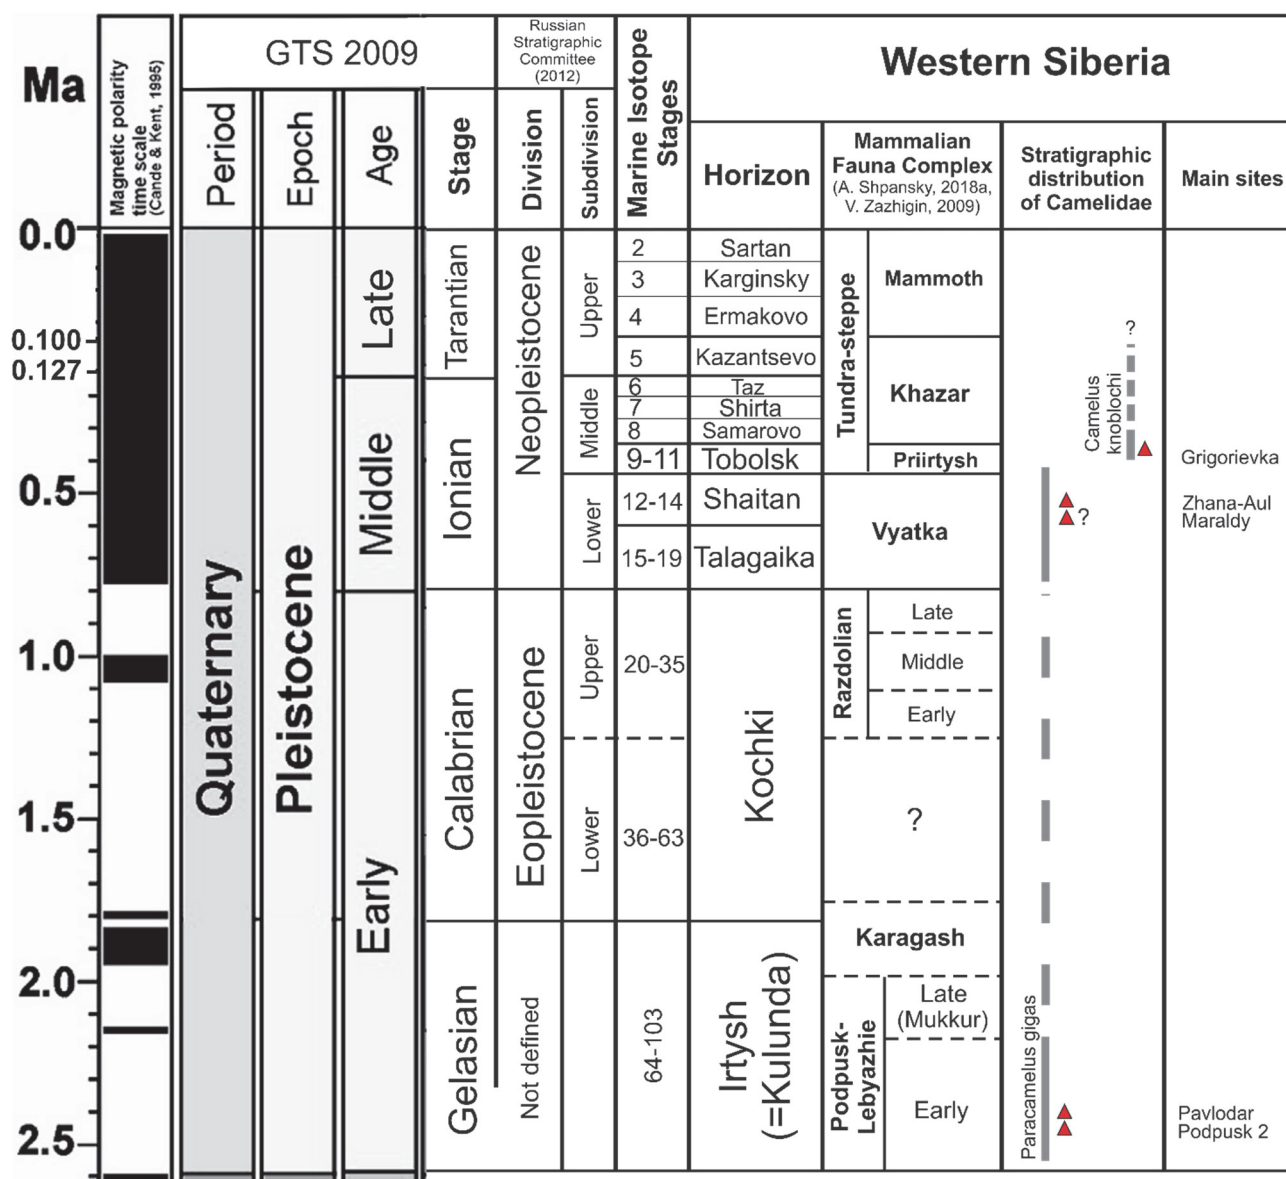 Ma
Magnetic polarity
time scale
(Cande & Kent, 1995)
GTS 2009
Period
Epoch
Age
Stage
Russian
Stratigraphic
Committee
(2012)
Division
Subdivision
Marine Isotope
Stages
Western Siberia
Horizon
Mammalian
Fauna Complex
(A. Shpansky, 2018a,
V. Zazhigin, 2009)
Stratigraphic
distribution
of Camelidae
Main sites
0.0
0.100
0.127
0.5
1.0
1.5
2.0
2.5
Quaternary
Pleistocene
Late
Middle
Early
Tarantian
Ionian
Calabrian
Gelasian
Neopleistocene
Eopleistocene
Not defined
Upper
Middle
Lower
Upper
Lower
2
3
4
5
6
7
8
9-11
12-14
15-19
20-35
36-63
64-103
Sartan
Karginsky
Ermakovo
Kazantsevo
Taz
Shirta
Samarovo
Tobolsk
Shaitan
Talagaika
Kochki
Irtysh
(=Kulunda)
Tundra-steppe
Mammoth
Khazar
Priirtysh
Vyatka
Razdolian
Late
Middle
Early
?
Karagash
Podpusk-
Lebyazhie
Late
(Mukkur)
Early
?
Camelus
knoblochi
?
Paracamelus gigas
Grigorievka
Zhana-Aul
Maraldy
Pavlodar
Podpusk 2